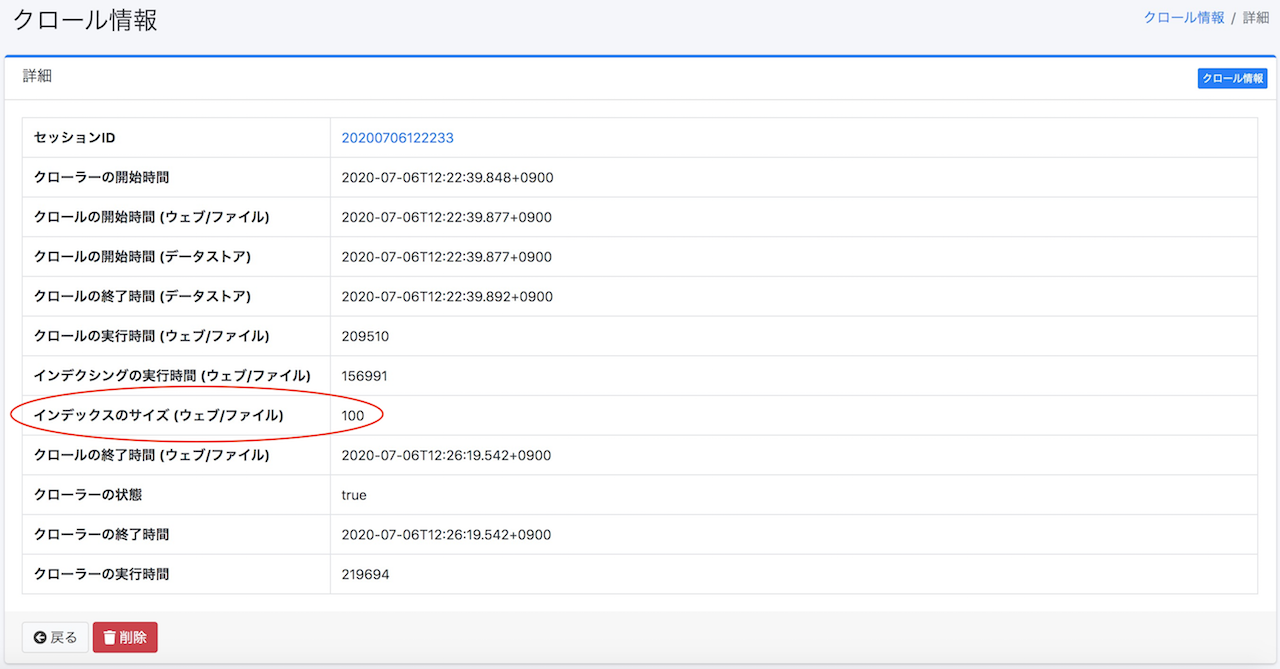 クロール情報
クロール情報 / 詳細
詳細
クロール情報
セッションID 20200706122233
クローラーの開始時間 2020-07-06T12:22:39.848+0900
クロールの開始時間 (ウェブ/ファイル) 2020-07-06T12:22:39.877+0900
クロールの開始時間 (データストア) 2020-07-06T12:22:39.877+0900
クロールの終了時間 (データストア) 2020-07-06T12:22:39.892+0900
クロールの実行時間 (ウェブ/ファイル) 209510
インデクシングの実行時間 (ウェブ/ファイル) 156991
インデックスのサイズ (ウェブ/ファイル) 100
クロールの終了時間 (ウェブ/ファイル) 2020-07-06T12:26:19.542+0900
クローラーの状態 true
クローラーの終了時間 2020-07-06T12:26:19.542+0900
クローラーの実行時間 219694
戻る 削除